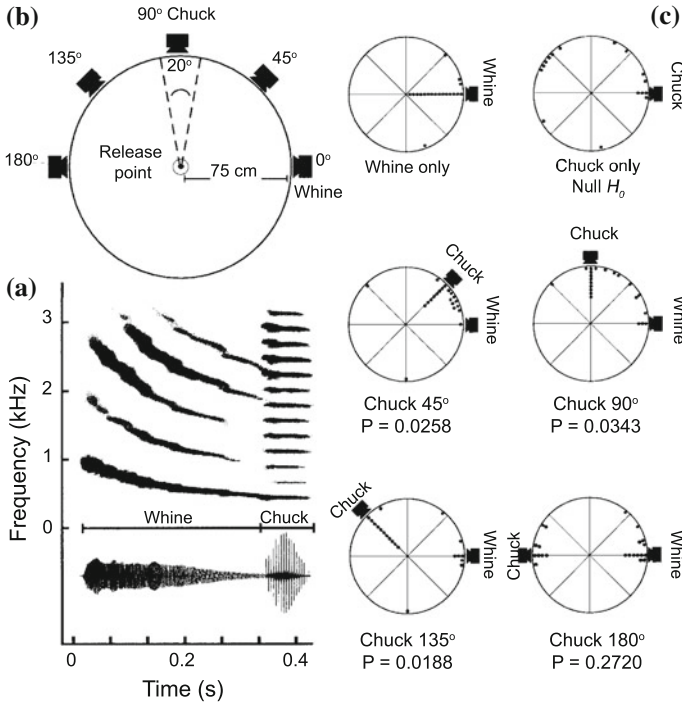 (b)
90° Chuck
135°
45°
20°
180°
Release
point
75 cm
0°
Whine
(a)
Frequency (kHz)
3
2
1
0
Whine
Chuck
0
0.2
0.4
Time (s)
(c)
Whine
Whine only
Chuck
Chuck only
Null H₀
Chuck
Whine
Chuck 45°
P = 0.0258
Chuck
Whine
Chuck 90°
P = 0.0343
Chuck
Whine
Chuck 135°
P = 0.0188
Chuck
Whine
Chuck 180°
P = 0.2720